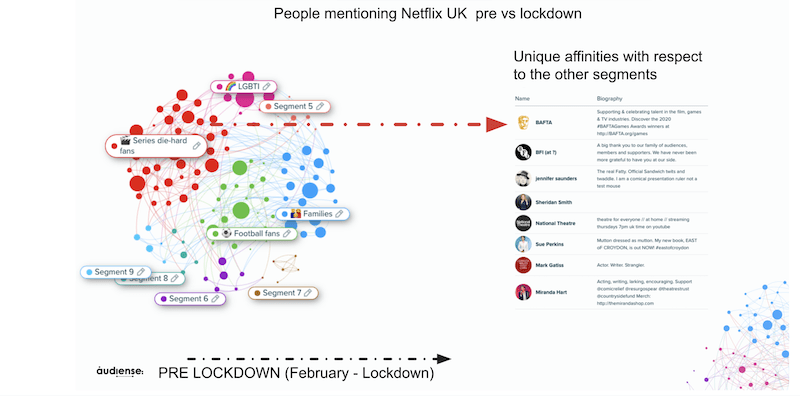 People mentioning Netflix UK pre vs lockdown
Unique affinities with respect
to the other segments
LGBTI
Segment 5
Series die-hard
fans
Families
Football fans
Segment 9
Segment 8
Segment 7
Segment 6
Name Biography
BAFTA
Supporting & celebrating talent in the film, games
& TV industries. Discover the 2020
#BAFTAGames Awards winners at
http://BAFTA.org/games
BFI (at ?)
A big thank you to our family of audiences,
members and supporters. We have never been
more grateful to have you at our side.
jennifer saunders
The real Fatty. Official Sandwich tests and
twaddle. I am a comical presentation ruler not a
text mouse
Sheridan Smith
National Theatre
theatre for everyone // at home // streaming
thursdays 7pm uk time on youtube
Sue Perkins
Mutton dressed as mutton. My new book, EAST
OF CROYDON, is out NOW! #eastofcroydon
Mark Gatiss
Actor. Writer. Strangler.
Miranda Hart
Acting, writing, larking, encouraging. Support
@comicrelief @resurgospear @theatrestrust
@countrysidefund Merch:
http://themirandashop.com
audiense:
PRE LOCKDOWN (February - Lockdown)